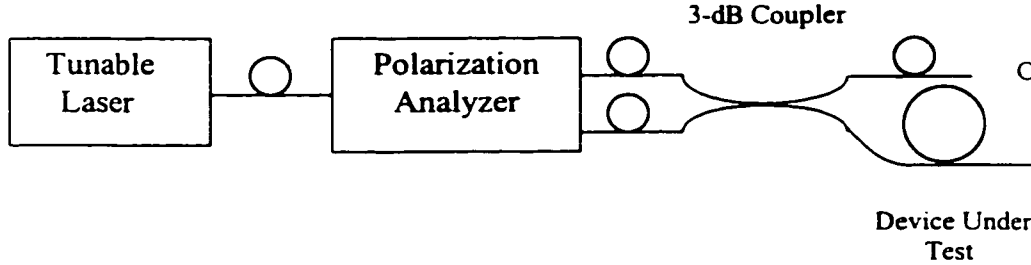 3-dB Coupler
Tunable
Laser
Polarization
Analyzer
Device Under
Test